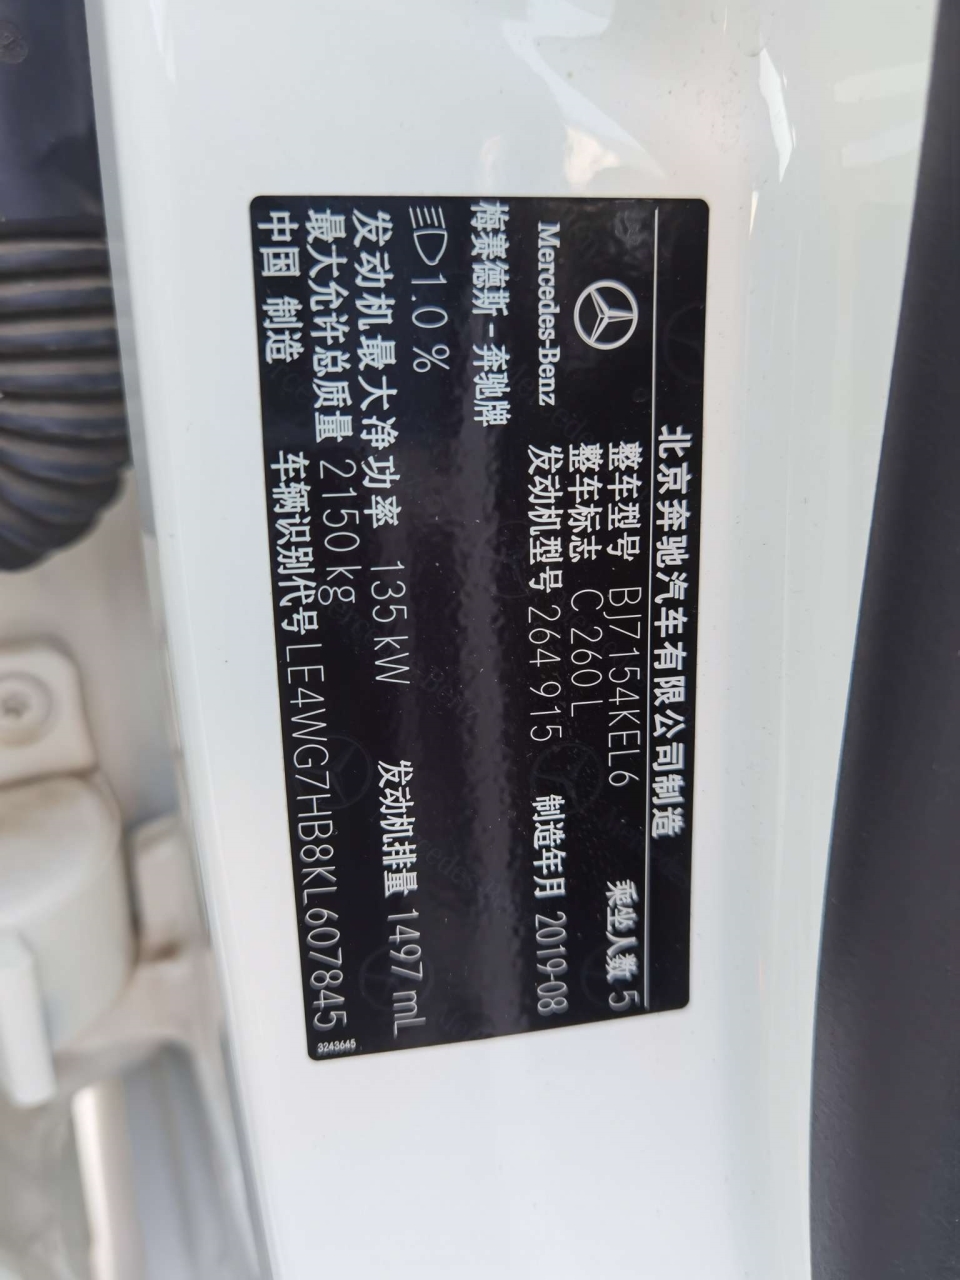 北京奔驰汽车有限公司制造
Mercedes-Benz
整车型号 BJ7154KEL6 乘坐人数 5
整车标志 C 260 L
发动机型号 264 915 制造年月 2019-08
梅赛德斯-奔驰牌
1.0 %
发动机最大净功率 135 kW 发动机排量 1497 mL
最大允许总质量 2150 kg
中国 制造 车辆识别代号 LE4WG7HB8KL607845
3243645